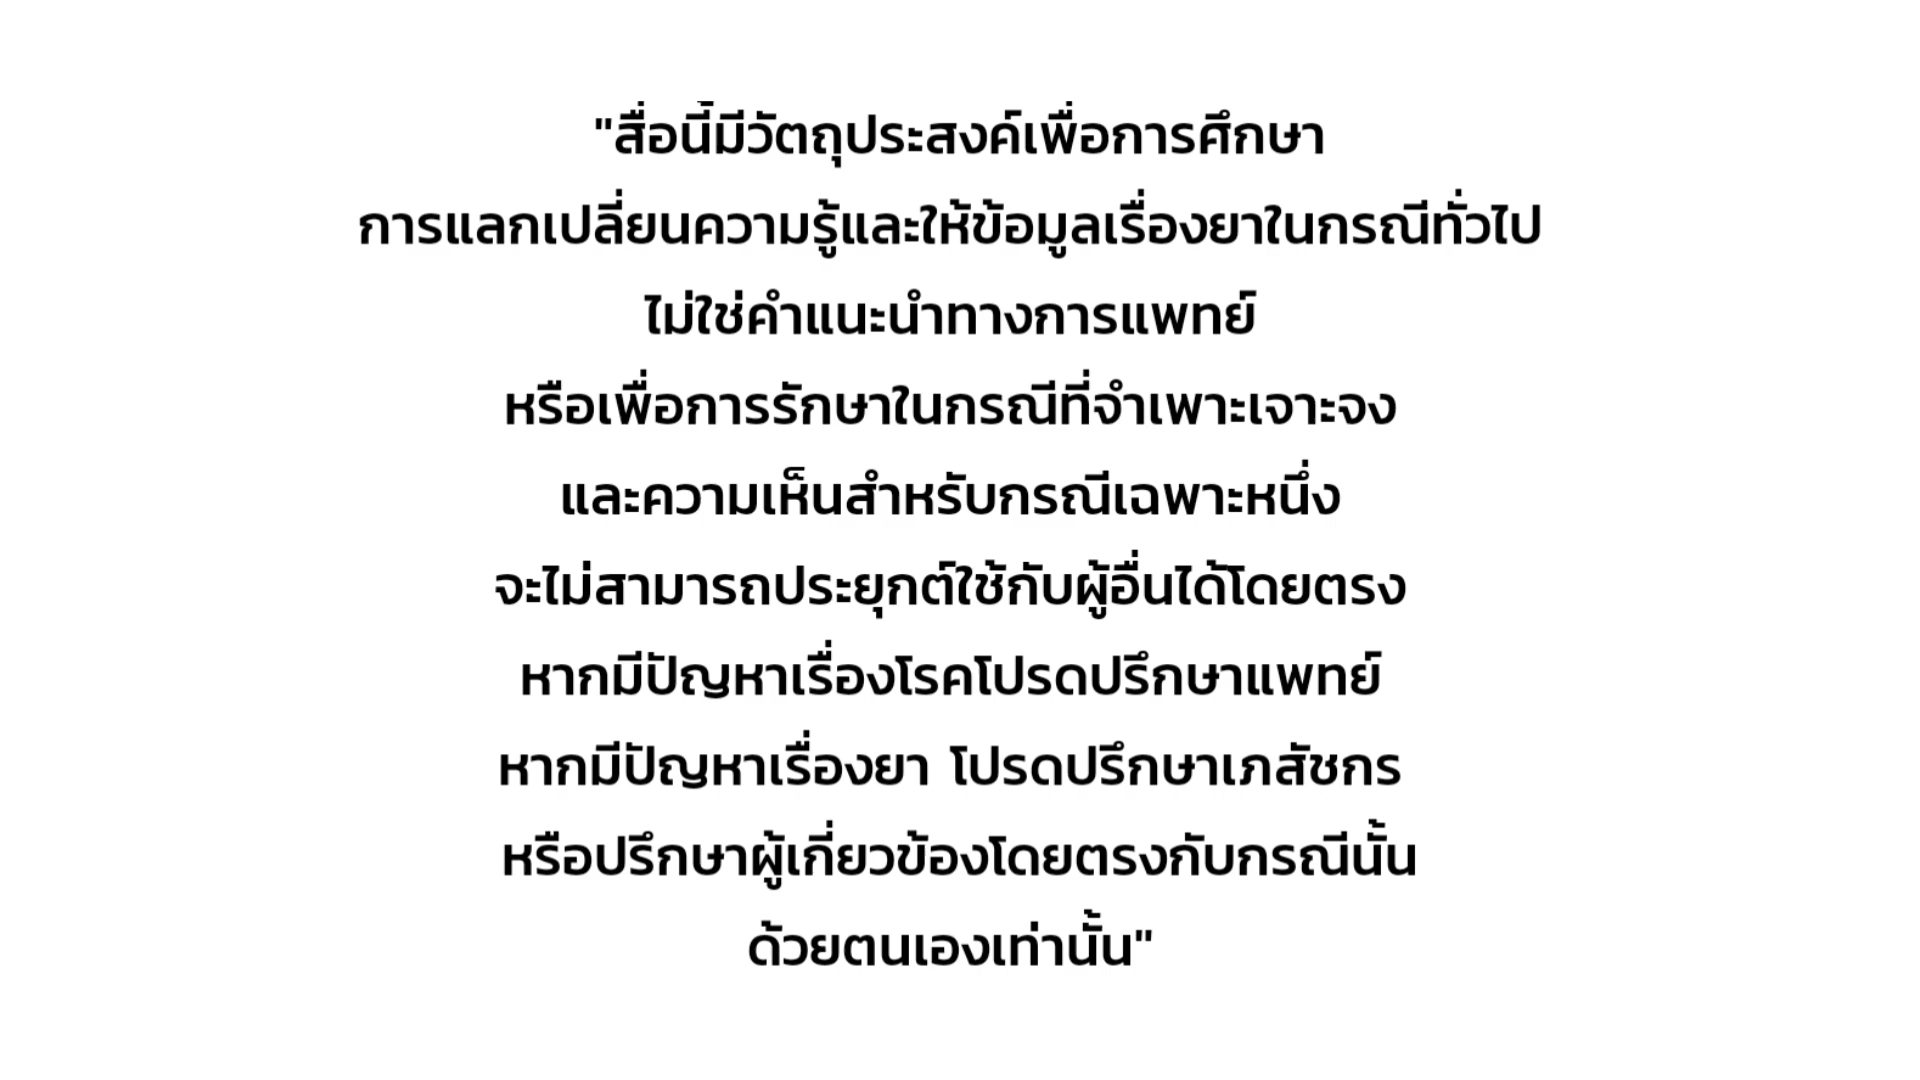 "สื่อนี้มีวัตถุประสงค์เพื่อการศึกษา
การแลกเปลี่ยนความรู้และให้ข้อมูลเรื่องยาในกรณีทั่วไป
ไม่ใช่คำแนะนำทางการแพทย์
หรือเพื่อการรักษาในกรณีที่จำเพาะเจาะจง
และความเห็นสำหรับกรณีเฉพาะหนึ่ง
จะไม่สามารถประยุกต์ใช้กับผู้อื่นได้โดยตรง
หากมีปัญหาเรื่องโรคโปรดปรึกษาแพทย์
หากมีปัญหาเรื่องยา โปรดปรึกษาเภสัชกร
หรือปรึกษาผู้เกี่ยวข้องโดยตรงกับกรณีนั้น
ด้วยตนเองเท่านั้น"